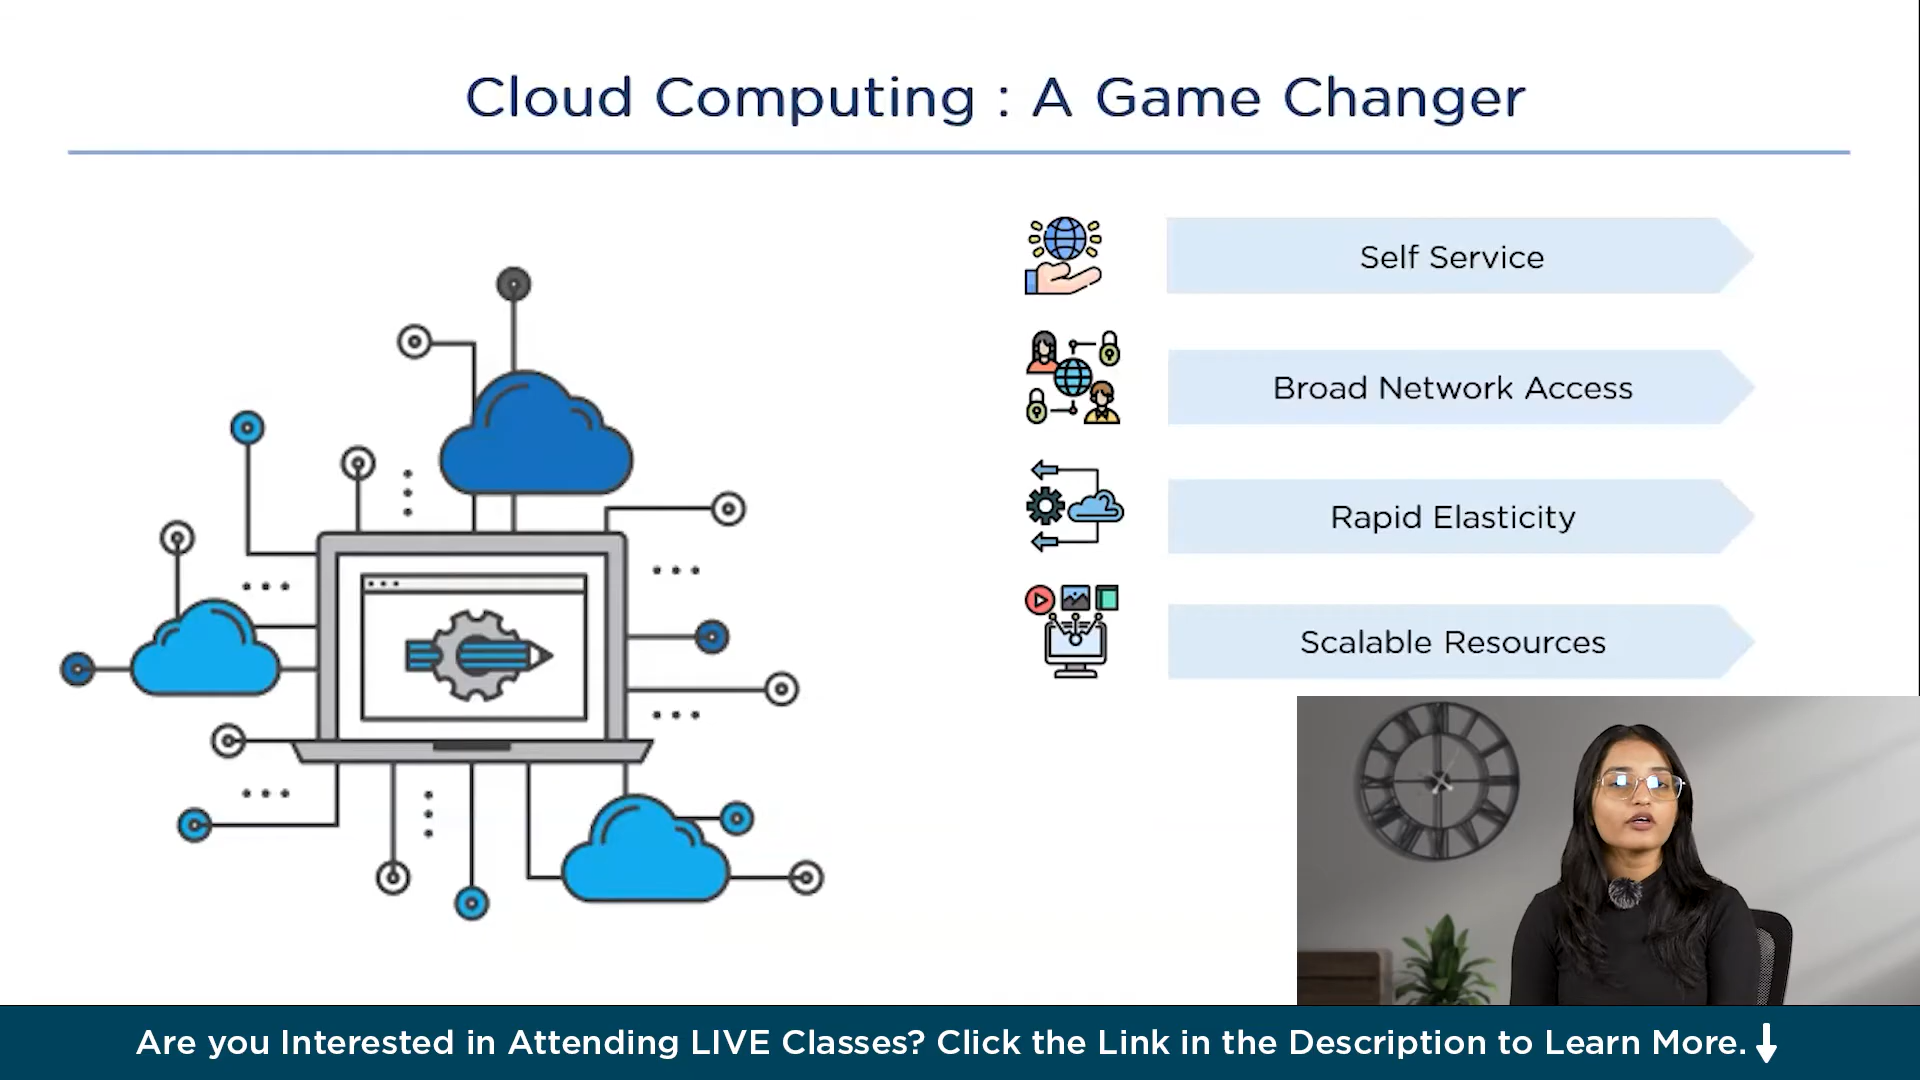 Cloud Computing : A Game Changer
Self Service
Broad Network Access
Rapid Elasticity
Scalable Resources
Are you Interested in Attending LIVE Classes? Click the Link in the Description to Learn More.